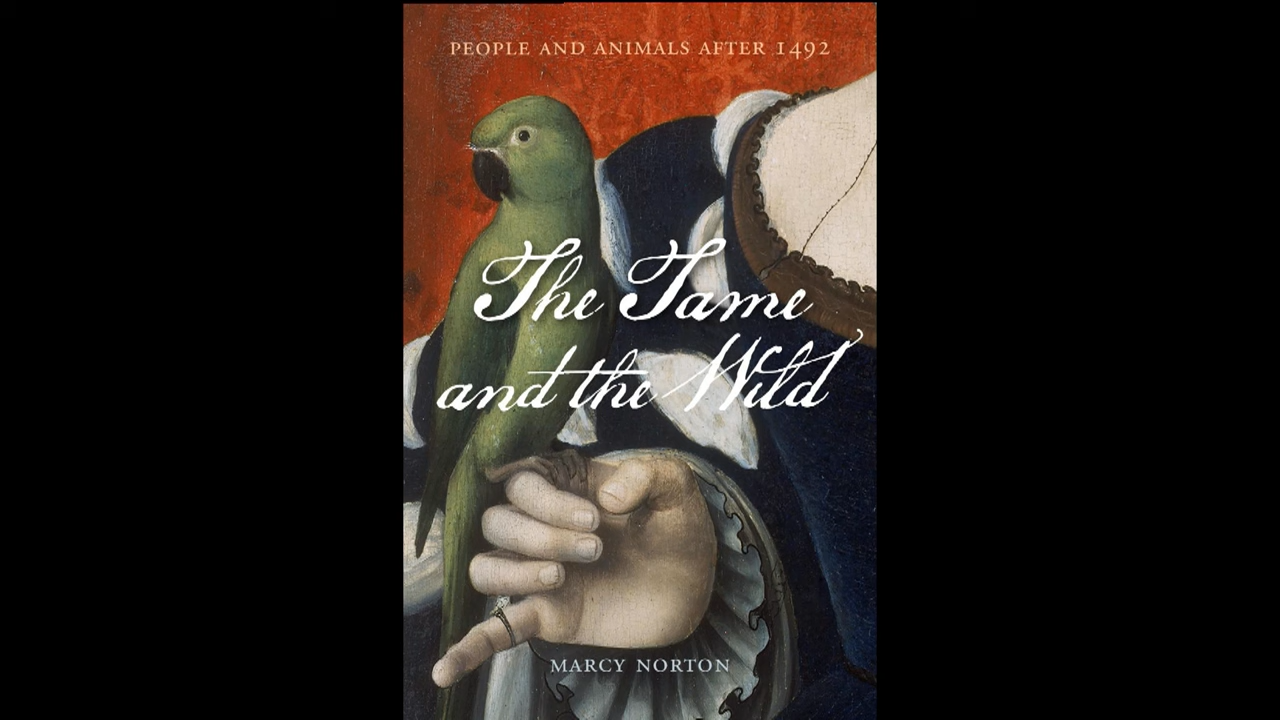 PEOPLE AND ANIMALS AFTER 1492
The Tame
and the Wild
MARCY NORTON